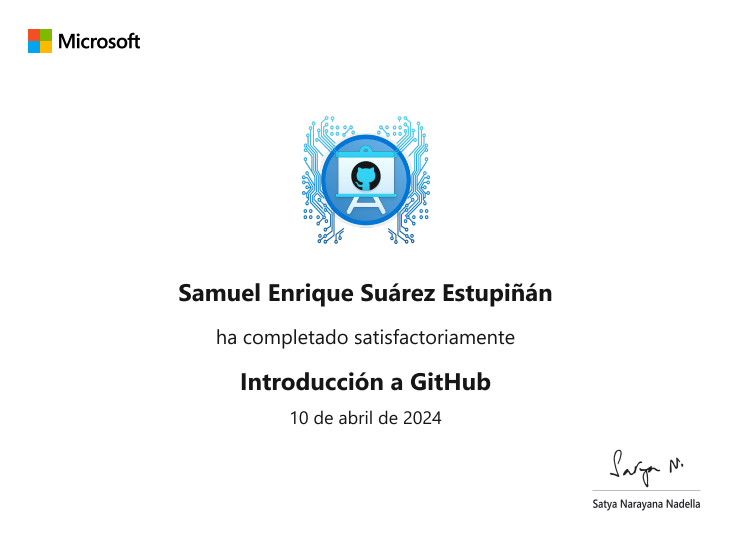 Microsoft
Samuel Enrique Suárez Estupiñán
ha completado satisfactoriamente
Introducción a GitHub
10 de abril de 2024
Satya N.
Satya Narayana Nadella